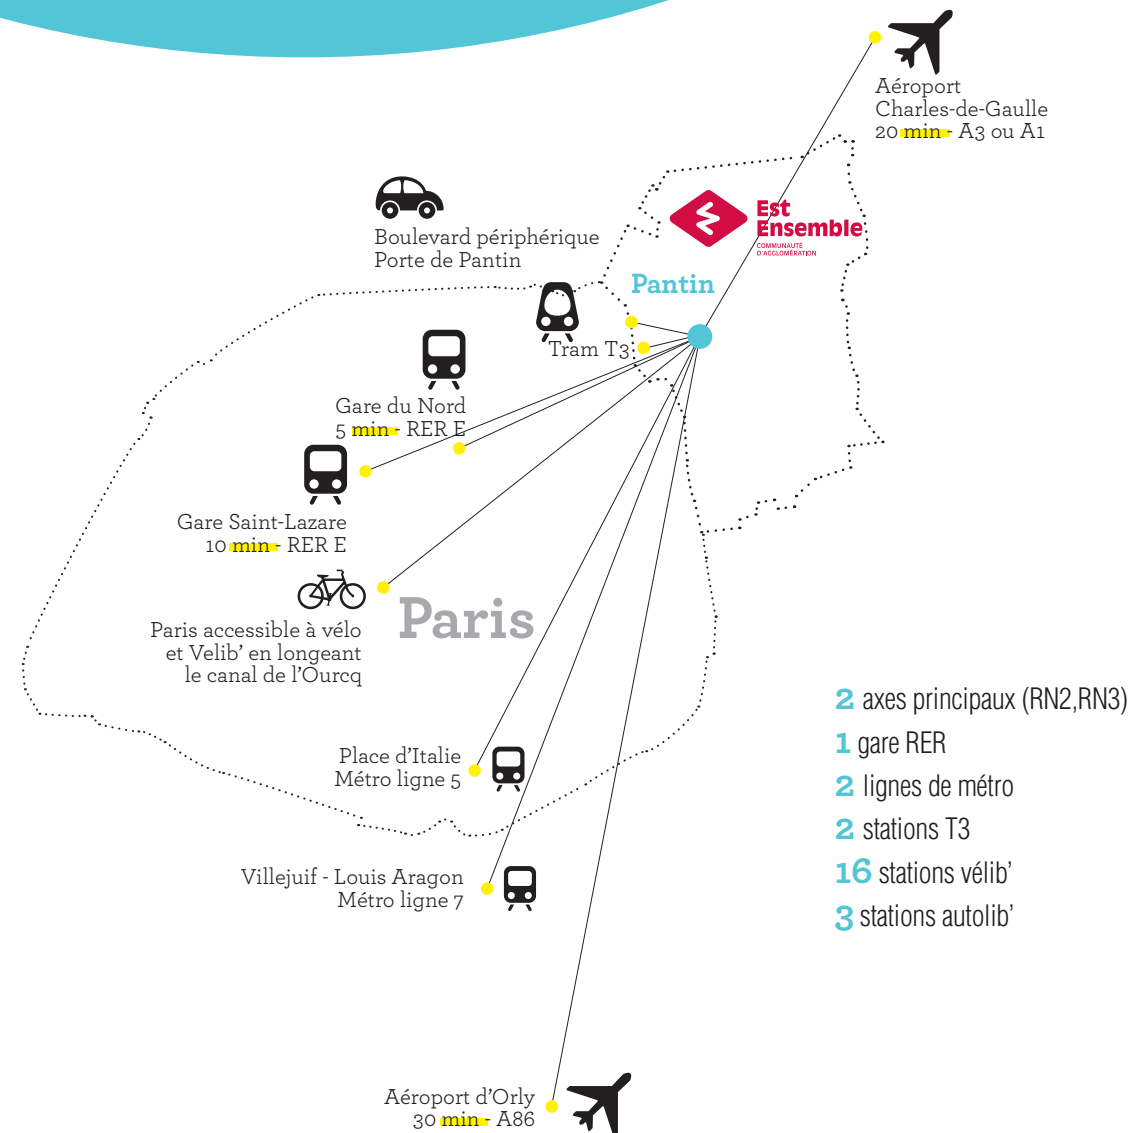 Aéroport
Charles-de-Gaulle
20 min - A3 ou A1
Est
Ensemble
COMMUNAUTÉ
D'AGGLOMÉRATION
Boulevard périphérique
Porte de Pantin
Pantin
Tram T3
Gare du Nord
5 min - RER E
Gare Saint-Lazare
10 min - RER E
Paris
Paris accessible à vélo
et Velib’ en longeant
le canal de l’Ourcq
2 axes principaux (RN2,RN3)
1 gare RER
2 lignes de métro
2 stations T3
16 stations vélib’
3 stations autolib’
Place d’Italie
Métro ligne 5
Villejuif - Louis Aragon
Métro ligne 7
Aéroport d’Orly
30 min - A86